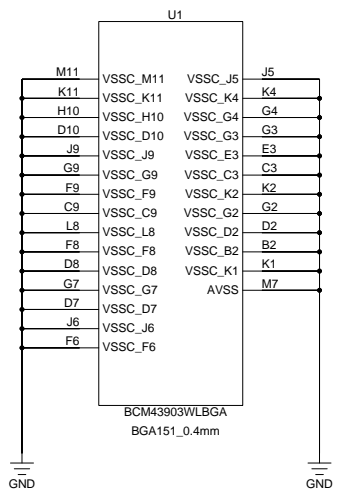 U1
M11 VSSC_M11 VSSC_J5 J5
K11 VSSC_K11 VSSC_K4 K4
H10 VSSC_H10 VSSC_G4 G4
D10 VSSC_D10 VSSC_G3 G3
J9 VSSC_J9 VSSC_E3 E3
G9 VSSC_G9 VSSC_C3 C3
F9 VSSC_F9 VSSC_K2 K2
C9 VSSC_C9 VSSC_G2 G2
L8 VSSC_L8 VSSC_D2 D2
F8 VSSC_F8 VSSC_B2 B2
D8 VSSC_D8 VSSC_K1 K1
G7 VSSC_G7 AVSS M7
D7 VSSC_D7
J6 VSSC_J6
F6 VSSC_F6
BCM43903WLBGA
BGA151_0.4mm
GND GND